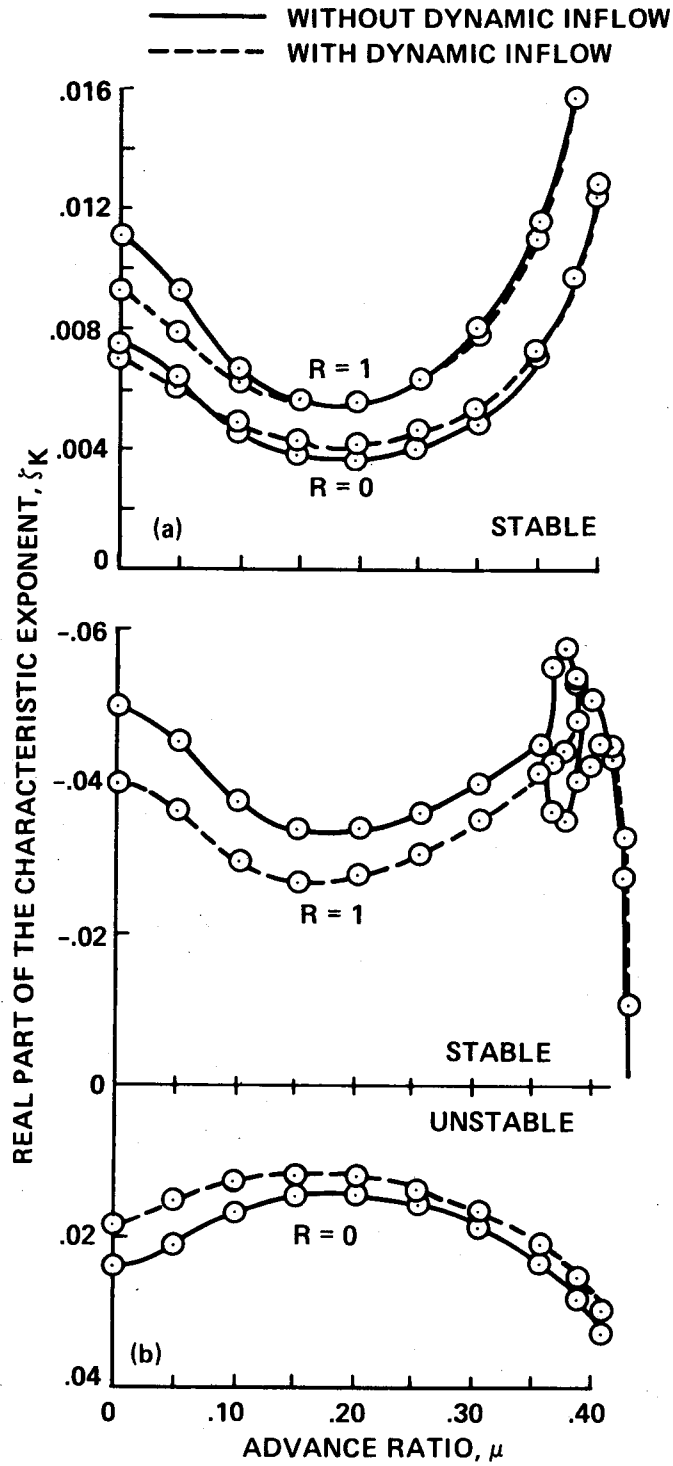 WITHOUT DYNAMIC INFLOW
WITH DYNAMIC INFLOW
.016
.012
.008
.004
0
R = 1
R = 0
(a)
STABLE
REAL PART OF THE CHARACTERISTIC EXPONENT, ζK
-.06
-.04
-.02
0
.02
.04
R = 1
STABLE
UNSTABLE
R = 0
(b)
0 .10 .20 .30 .40
ADVANCE RATIO, μ